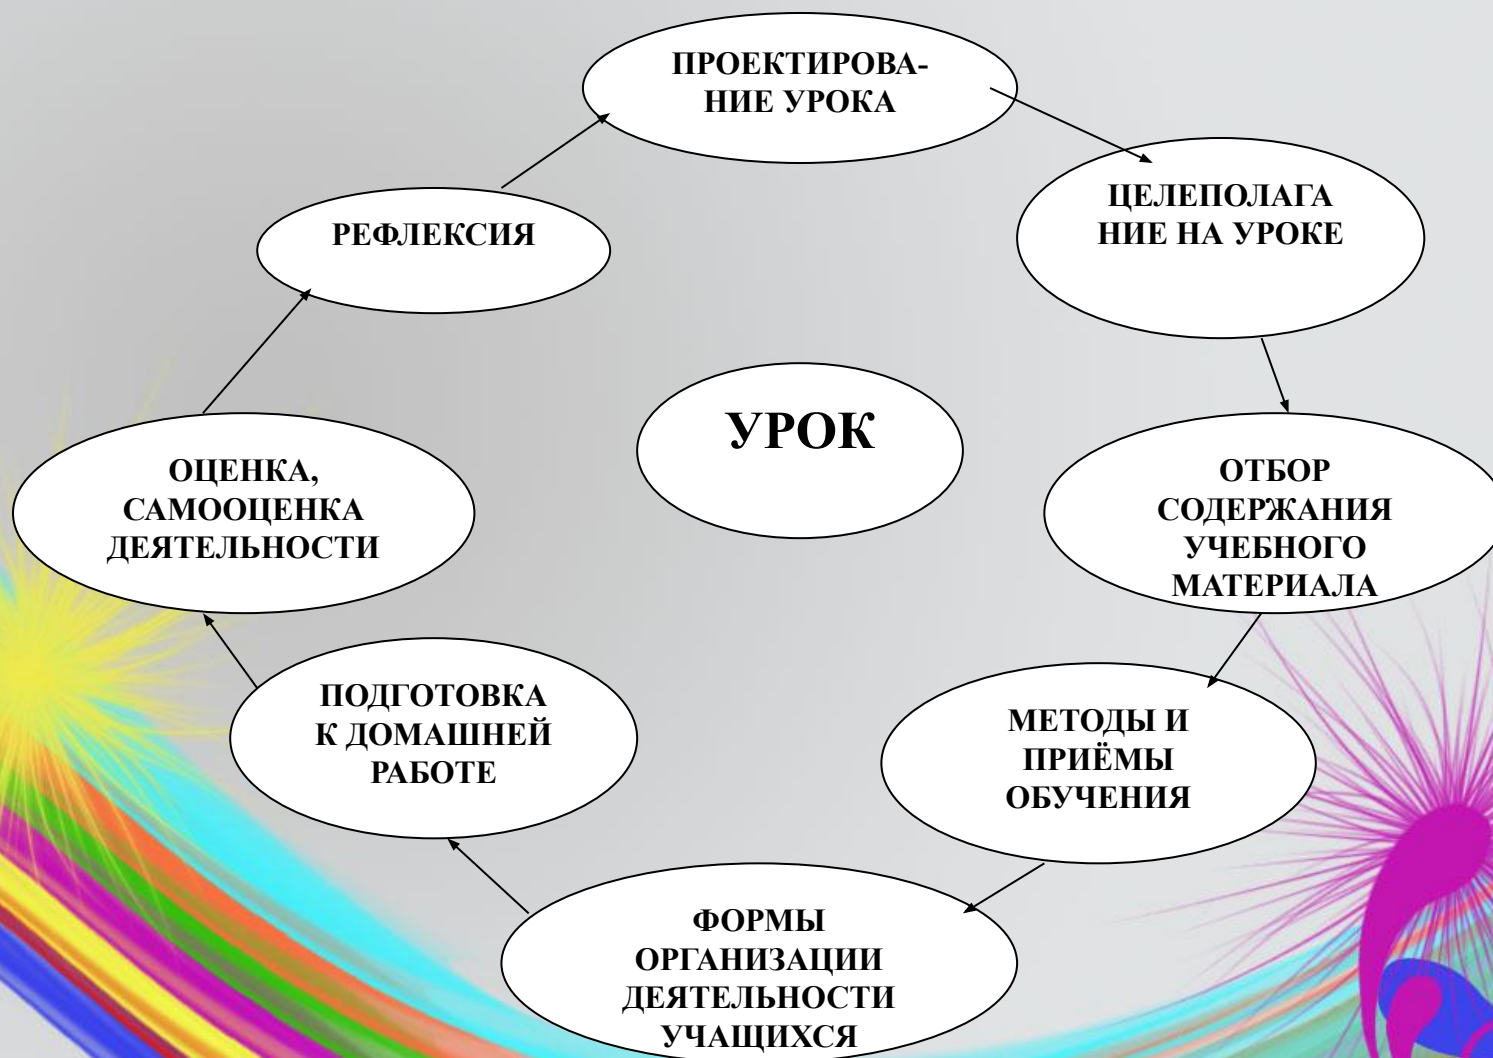 ПРОЕКТИРОВА-
НИЕ УРОКА
ЦЕЛЕПОЛАГА
НИЕ НА УРОКЕ
РЕФЛЕКСИЯ
УРОК
ОЦЕНКА,
САМООЦЕНКА
ДЕЯТЕЛЬНОСТИ
ОТБОР
СОДЕРЖАНИЯ
УЧЕБНОГО
МАТЕРИАЛА
ПОДГОТОВКА
К ДОМАШНЕЙ
РАБОТЕ
МЕТОДЫ И
ПРИЁМЫ
ОБУЧЕНИЯ
ФОРМЫ
ОРГАНИЗАЦИИ
ДЕЯТЕЛЬНОСТИ
УЧАЩИХСЯ